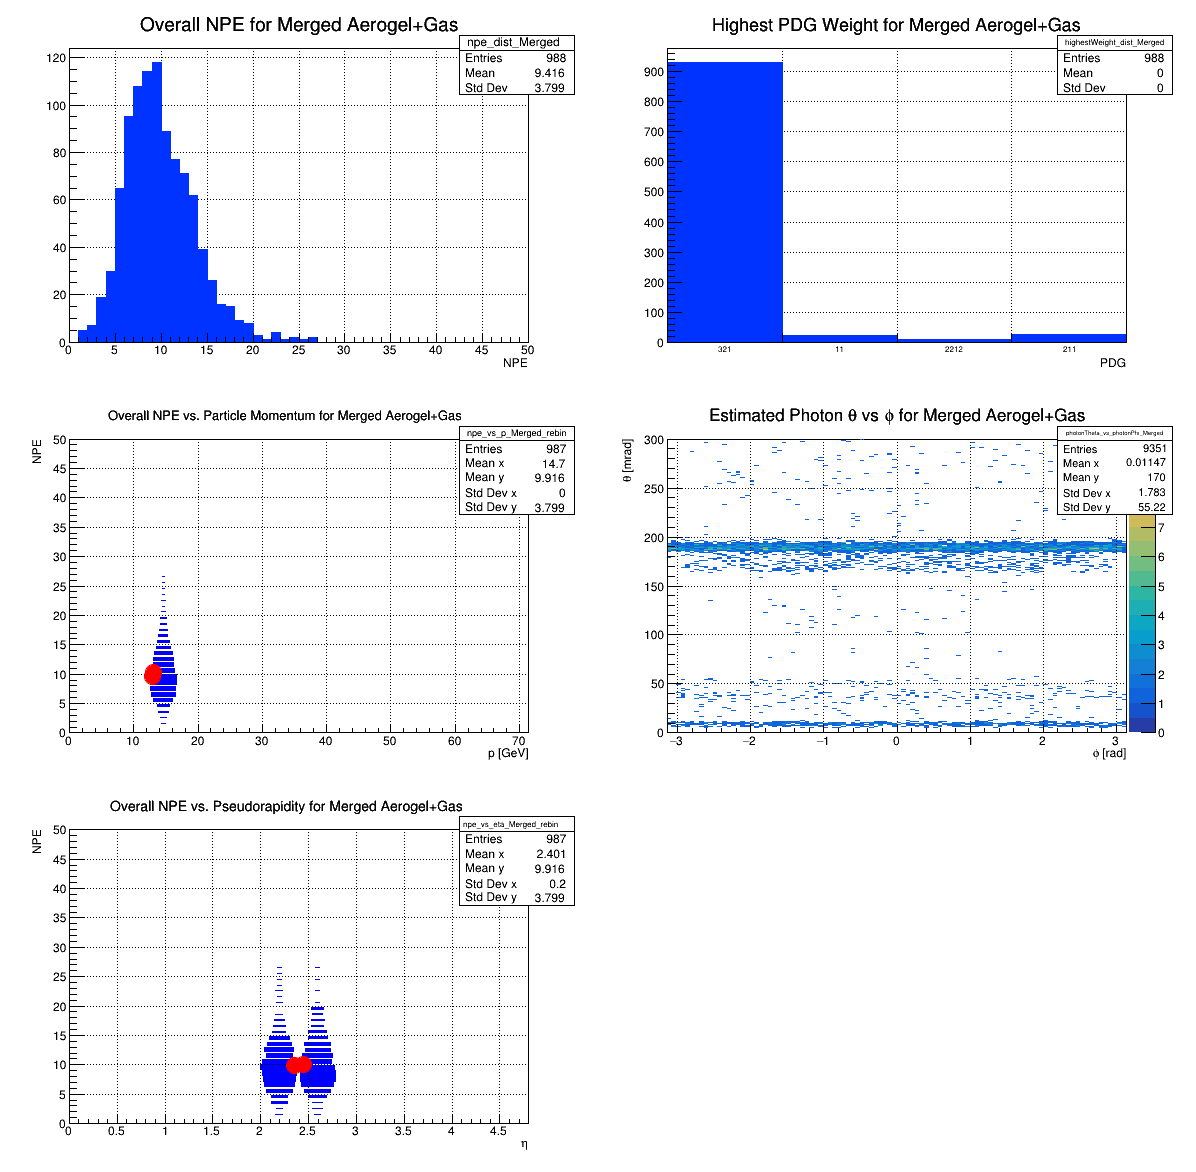 Overall NPE for Merged Aerogel+Gas
npe_dist_Merged
Entries 988
Mean 9.416
Std Dev 3.799
120
100
80
60
40
20
0
0 5 10 15 20 25 30 35 40 45 50
NPE
Highest PDG Weight for Merged Aerogel+Gas
highestWeight_dist_Merged
Entries 988
Mean 0
Std Dev 0
900
800
700
600
500
400
300
200
100
0
321 11 2212 211
PDG
Overall NPE vs. Particle Momentum for Merged Aerogel+Gas
npe_vs_p_Merged_rebin
Entries 987
Mean x 14.7
Mean y 9.916
Std Dev x 0
Std Dev y 3.799
NPE
50
45
40
35
30
25
20
15
10
5
0
0 10 20 30 40 50 60 70
p [GeV]
Estimated Photon θ vs ϕ for Merged Aerogel+Gas
photonTheta_vs_photonPhi_Merged
Entries 9351
Mean x 0.01147
Mean y 170
Std Dev x 1.783
Std Dev y 55.22
θ [mrad]
300
250
200
150
100
50
0
−3 −2 −1 0 1 2 3
ϕ [rad]
7
6
5
4
3
2
1
0
Overall NPE vs. Pseudorapidity for Merged Aerogel+Gas
npe_vs_eta_Merged_rebin
Entries 987
Mean x 2.401
Mean y 9.916
Std Dev x 0.2
Std Dev y 3.799
NPE
50
45
40
35
30
25
20
15
10
5
0
0 0.5 1 1.5 2 2.5 3 3.5 4 4.5
η